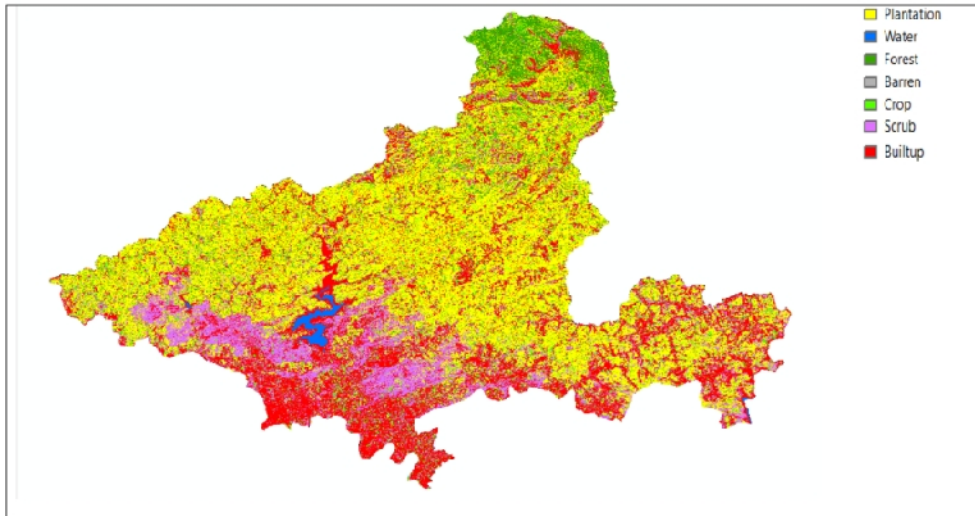 Plantation
Water
Forest
Barren
Crop
Scrub
Builtup